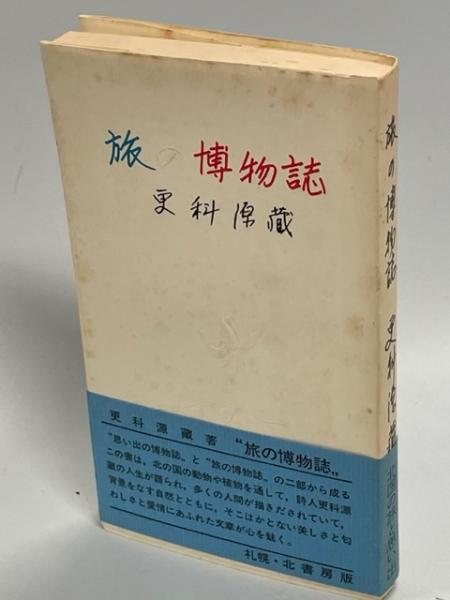 旅の博物誌
更科源蔵
更科源蔵著 “旅の博物誌„
“思い出の博物誌„ と “旅の博物誌„ の二部から成る
この書は、北の国の動物や植物を通して、詩人更科源
蔵の人生が語られ、多くの人間が描きだされていて、
背景をなす自然とともに、そこはかとない美しさと匂
わしさと愛情にあふれた文章が心を魅く。
札幌・北書房版
旅の博物誌 更科源蔵